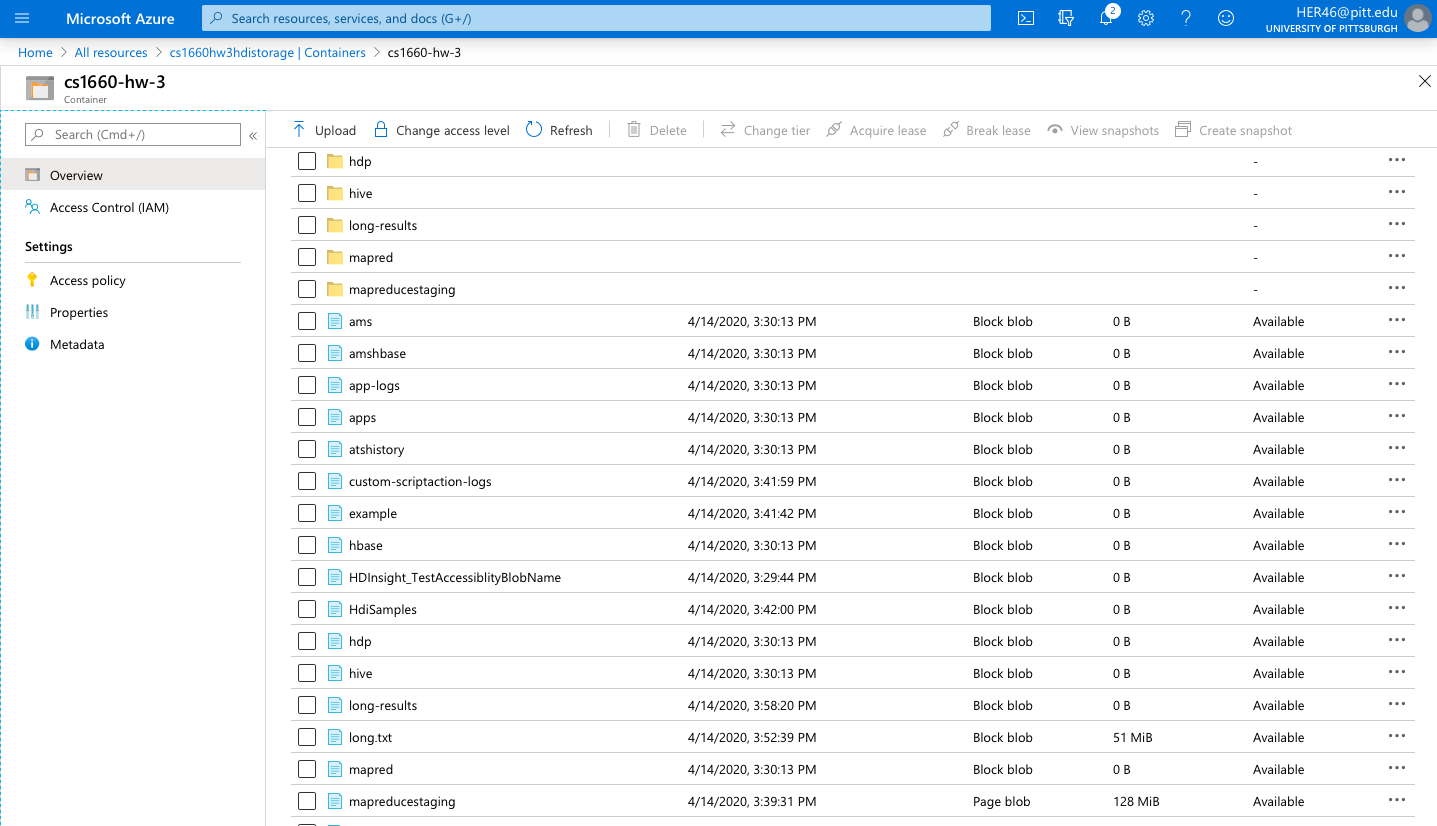 Microsoft Azure
Search resources, services, and docs (G+/)
2
HER46@pitt.edu
UNIVERSITY OF PITTSBURGH
Home > All resources > cs1660hw3hdistorage | Containers > cs1660-hw-3
cs1660-hw-3
Container
Search (Cmd+/)
«
Overview
Access Control (IAM)
Settings
Access policy
Properties
Metadata
Upload Change access level Refresh Delete Change tier Acquire lease Break lease View snapshots Create snapshot
hdp -
hive -
long-results -
mapred -
mapreducestaging -
ams 4/14/2020, 3:30:13 PM Block blob 0 B Available
amshbase 4/14/2020, 3:30:13 PM Block blob 0 B Available
app-logs 4/14/2020, 3:30:13 PM Block blob 0 B Available
apps 4/14/2020, 3:30:13 PM Block blob 0 B Available
atshistory 4/14/2020, 3:30:13 PM Block blob 0 B Available
custom-scriptaction-logs 4/14/2020, 3:41:59 PM Block blob 0 B Available
example 4/14/2020, 3:41:42 PM Block blob 0 B Available
hbase 4/14/2020, 3:30:13 PM Block blob 0 B Available
HDInsight_TestAccessiblityBlobName 4/14/2020, 3:29:44 PM Block blob 0 B Available
HdiSamples 4/14/2020, 3:42:00 PM Block blob 0 B Available
hdp 4/14/2020, 3:30:13 PM Block blob 0 B Available
hive 4/14/2020, 3:30:13 PM Block blob 0 B Available
long-results 4/14/2020, 3:58:20 PM Block blob 0 B Available
long.txt 4/14/2020, 3:52:39 PM Block blob 51 MiB Available
mapred 4/14/2020, 3:30:13 PM Block blob 0 B Available
mapreducestaging 4/14/2020, 3:39:31 PM Page blob 128 MiB Available